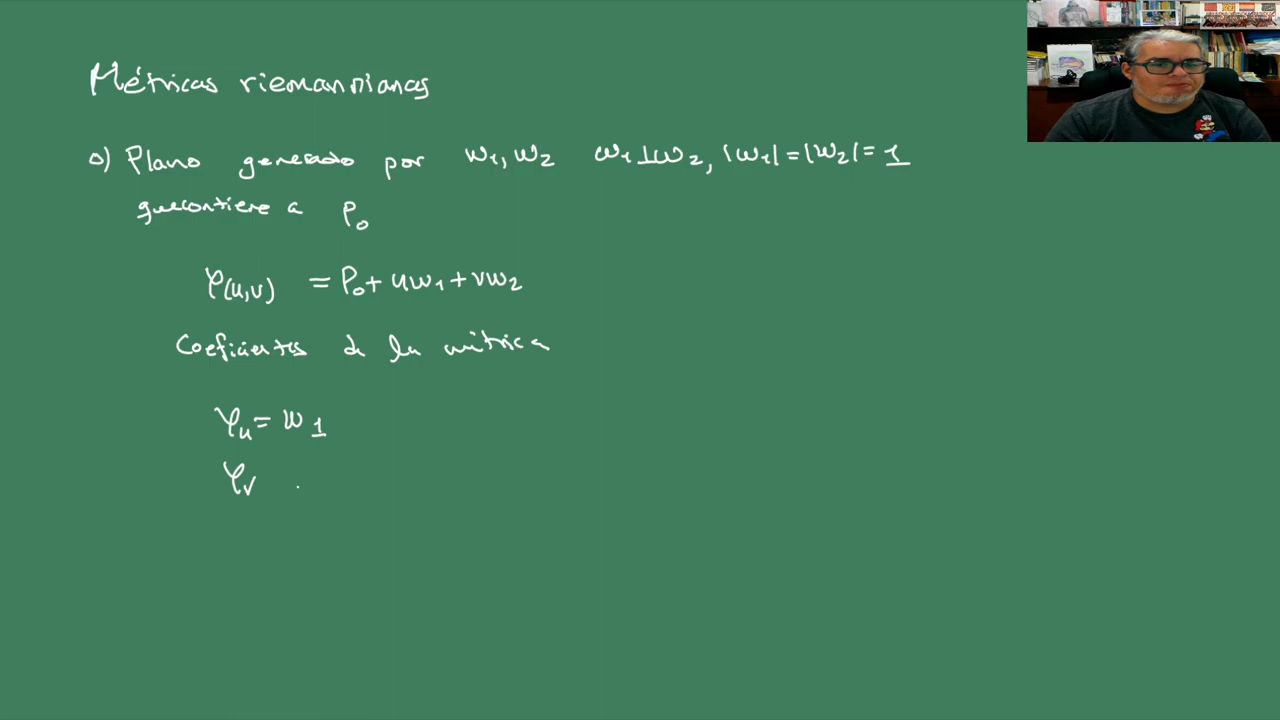 Métricas riemannianas
o) Plano generado por w₁, w₂ w₁⊥w₂, |w₁|=|w₂|=1
que contiene a P₀
φ(u,v) = P₀+uw₁+vw₂
Coeficientes de la métrica
φᵤ = w₁
φᵥ